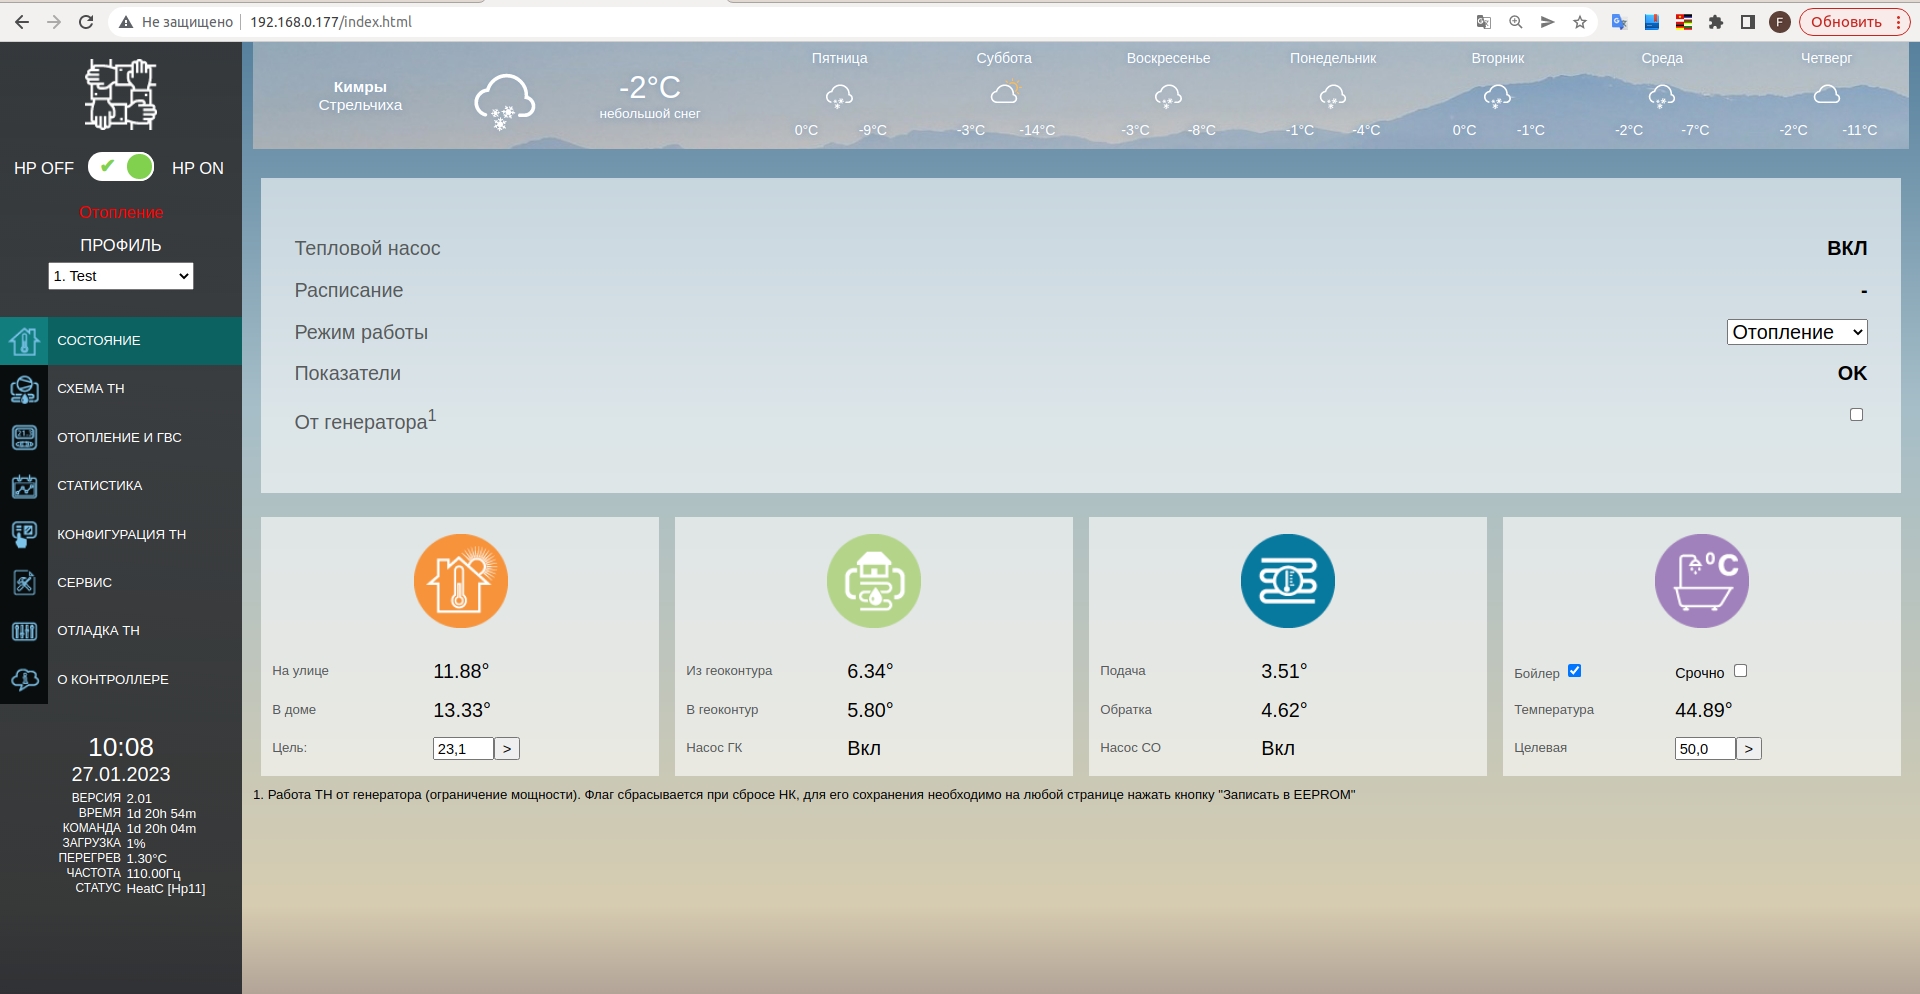 Не защищено 192.168.0.177/index.html
Обновить
HP OFF HP ON
Отопление
ПРОФИЛЬ
1. Test
СОСТОЯНИЕ
СХЕМА ТН
ОТОПЛЕНИЕ И ГВС
СТАТИСТИКА
КОНФИГУРАЦИЯ ТН
СЕРВИС
ОТЛАДКА ТН
О КОНТРОЛЛЕРЕ
10:08
27.01.2023
ВЕРСИЯ 2.01
ВРЕМЯ 1d 20h 54m
КОМАНДА 1d 20h 04m
ЗАГРУЗКА 1%
ПЕРЕГРЕВ 1.30°C
ЧАСТОТА 110.00Гц
СТАТУС HeatC [Hp11]
Кимры
Стрельчиха
-2°C
небольшой снег
Пятница Суббота Воскресенье Понедельник Вторник Среда Четверг
0°C -9°C -3°C -14°C -3°C -8°C -1°C -4°C 0°C -1°C -2°C -7°C -2°C -11°C
Тепловой насос ВКЛ
Расписание -
Режим работы Отопление
Показатели OK
От генератора1
На улице 11.88°
В доме 13.33°
Цель: 23,1 >
Из геоконтура 6.34°
В геоконтур 5.80°
Насос ГК Вкл
Подача 3.51°
Обратка 4.62°
Насос СО Вкл
0C
Бойлер Срочно
Температура 44.89°
Целевая 50,0 >
1. Работа ТН от генератора (ограничение мощности). Флаг сбрасывается при сбросе НК, для его сохранения необходимо на любой странице нажать кнопку "Записать в EEPROM"